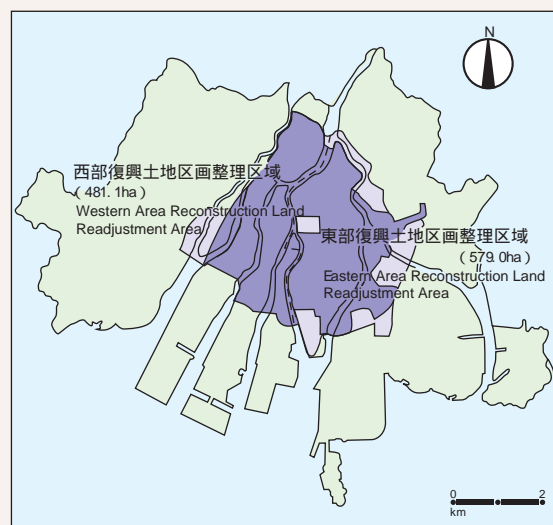 N
西部復興土地区画整理区域
(481.1ha)
Western Area Reconstruction Land
Readjustment Area
東部復興土地区画整理区域
(579.0ha)
Eastern Area Reconstruction Land
Readjustment Area
0 2
km